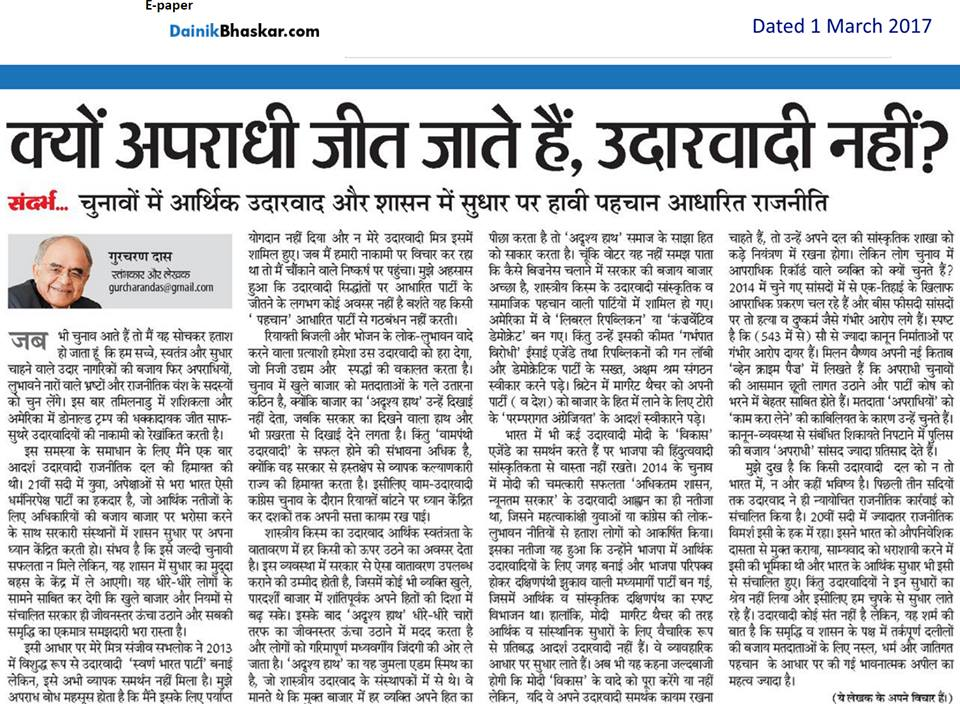 E-paper
DainikBhaskar.com
Dated 1 March 2017
क्यों अपराधी जीत जाते हैं, उदारवादी नहीं?
संदर्भ... चुनावों में आर्थिक उदारवाद और शासन में सुधार पर हावी पहचान आधारित राजनीति
गुरचरण दास
स्तंभकार और लेखक
gurcharandas@gmail.com
जब भी चुनाव आते हैं तो मैं यह सोचकर हताश
हो जाता हूं कि हम सच्चे, स्वतंत्र और सुधार
चाहने वाले उदार नागरिकों की बजाय फिर अपराधियों,
लुभावने नारों वाले भ्रष्टों और राजनीतिक वंश के सदस्यों
को चुन लेंगे। इस बार तमिलनाडु में शशिकला और
अमेरिका में डोनाल्ड ट्रम्प की धक्कादायक जीत साफ-
सुथरे उदारवादियों की नाकामी को रेखांकित करती है।
इस समस्या के समाधान के लिए मैंने एक बार
आदर्श उदारवादी राजनीतिक दल की हिमायत की
थी। 21वीं सदी में युवा, अपेक्षाओं से भरा भारत ऐसी
धर्मनिरपेक्ष पार्टी का हकदार है, जो आर्थिक नतीजों के
लिए अधिकारियों की बजाय बाजार पर भरोसा करने
के साथ सरकारी संस्थानों में शासन सुधार पर अपना
ध्यान केंद्रित करती हो। संभव है कि इसे जल्दी चुनावी
सफलता न मिले लेकिन, यह शासन में सुधार का मुद्दा
बहस के केंद्र में ले आएगी। यह धीरे-धीरे लोगों के
सामने साबित कर देगी कि खुले बाजार और नियमों से
संचालित सरकार ही जीवनस्तर ऊंचा उठाने और सबकी
समृद्धि का एकमात्र समझदारी भरा रास्ता है।
इसी आधार पर मेरे मित्र संजीव सभलोक ने 2013
में विशुद्ध रूप से उदारवादी 'स्वर्ण भारत पार्टी' बनाई
लेकिन, इसे अभी व्यापक समर्थन नहीं मिला है। मुझे
अपराध बोध महसूस होता है कि मैंने इसके लिए पर्याप्त
योगदान नहीं दिया और न मेरे उदारवादी मित्र इसमें
शामिल हुए। जब मैं हमारी नाकामी पर विचार कर रहा
था तो मैं चौंकाने वाले निष्कर्ष पर पहुंचा। मुझे अहसास
हुआ कि उदारवादी सिद्धांतों पर आधारित पार्टी के
जीतने के लगभग कोई अवसर नहीं है बशर्ते यह किसी
' पहचान' आधारित पार्टी से गठबंधन नहीं करती।
रियायती बिजली और भोजन के लोक-लुभावन वादे
करने वाला प्रत्याशी हमेशा उस उदारवादी को हरा देगा,
जो निजी उद्यम और स्पर्द्धा की वकालत करता है।
चुनाव में खुले बाजार को मतदाताओं के गले उतारना
कठिन है, क्योंकि बाजार का 'अदृश्य हाथ' उन्हें दिखाई
नहीं देता, जबकि सरकार का दिखने वाला हाथ और
भी प्रखरता से दिखाई देने लगता है। किंतु 'वामपंथी
उदारवादी' के सफल होने की संभावना अधिक है,
क्योंकि वह सरकार से हस्तक्षेप से व्यापक कल्याणकारी
राज्य की हिमायत करता है। इसीलिए वाम-उदारवादी
कांग्रेस चुनाव के दौरान रियायतें बांटने पर ध्यान केंद्रित
कर दशकों तक अपनी सत्ता कायम रख पाई।
शास्त्रीय किस्म का उदारवाद आर्थिक स्वतंत्रता के
वातावरण में हर किसी को ऊपर उठने का अवसर देता
है। इस व्यवस्था में सरकार से ऐसा वातावरण उपलब्ध
कराने की उम्मीद होती है, जिसमें कोई भी व्यक्ति खुले,
पारदर्शी बाजार में शांतिपूर्वक अपने हितों की दिशा में
बढ़ सके। इसके बाद 'अदृश्य हाथ' धीरे-धीरे चारों
तरफ का जीवनस्तर ऊंचा उठाने में मदद करता है
और लोगों को गरिमापूर्ण मध्यवर्गीय जिंदगी की ओर ले
जाता है। 'अदृश्य हाथ' का यह जुमला एडम स्मिथ का
है, जो शास्त्रीय उदारवाद के संस्थापकों में से थे। वे
मानते थे कि मुक्त बाजार में हर व्यक्ति अपने हित का
पीछा करता है तो 'अदृश्य हाथ' समाज के साझा हित
को साकार करता है। चूंकि वोटर यह नहीं समझ पाता
कि कैसे बिज़नेस चलाने में सरकार की बजाय बाजार
अच्छा है, शास्त्रीय किस्म के उदारवादी सांस्कृतिक व
सामाजिक पहचान वाली पार्टियों में शामिल हो गए।
अमेरिका में वे 'लिबरल रिपब्लिकन' या 'कंज़र्वेटिव
डेमोक्रेट' बन गए। किंतु उन्हें इसकी कीमत 'गर्भपात
विरोधी' ईसाई एजेंडे तथा रिपब्लिकनों की गन लॉबी
और डेमोक्रेटिक पार्टी के सख्त, अक्षम श्रम संगठन
स्वीकार करने पड़े। ब्रिटेन में मार्गरेट थैचर को अपनी
पार्टी ( व देश) को बाजार के हित में लाने के लिए टोरी
के 'परम्परागत अंग्रेजियत' के आदर्श स्वीकारने पड़े।
भारत में भी कई उदारवादी मोदी के 'विकास'
एजेंडे का समर्थन करते हैं पर भाजपा की हिंदुत्ववादी
सांस्कृतिकता से वास्ता नहीं रखते। 2014 के चुनाव
में मोदी की चमत्कारी सफलता 'अधिकतम शासन,
न्यूनतम सरकार' के उदारवादी आह्वान का ही नतीजा
था, जिसने महत्वाकांक्षी युवाओं या कांग्रेस की लोक-
लुभावन नीतियों से हताश लोगों को आकर्षित किया।
इसका नतीजा यह हुआ कि उन्होंने भाजपा में आर्थिक
उदारवादियों के लिए जगह बनाई और भाजपा परिपक्व
होकर दक्षिणपंथी झुकाव वाली मध्यमार्गी पार्टी बन गई,
जिसमें आर्थिक व सांस्कृतिक दक्षिणपंथ का स्पष्ट
विभाजन था। हालांकि, मोदी मार्गरेट थैचर की तरह
आर्थिक व सांस्थानिक सुधारों के लिए वैचारिक रूप
से प्रतिबद्ध आदर्श उदारवादी नहीं हैं। वे व्यावहारिक
आधार पर सुधार लाते हैं। अब भी यह कहना जल्दबाजी
होगी कि मोदी 'विकास' के वादे को पूरा करेंगे या नहीं
लेकिन, यदि वे अपने उदारवादी समर्थक कायम रखना
चाहते हैं, तो उन्हें अपने दल की सांस्कृतिक शाखा को
कड़े नियंत्रण में रखना होगा। लेकिन लोग चुनाव में
आपराधिक रिकॉर्ड वाले व्यक्ति को क्यों चुनते हैं?
2014 में चुने गए सांसदों में से एक-तिहाई के खिलाफ
आपराधिक प्रकरण चल रहे हैं और बीस फीसदी सांसदों
पर तो हत्या व दुष्कर्म जैसे गंभीर आरोप लगे हैं। स्पष्ट
है कि (543 में से) सौ से ज्यादा कानून निर्माताओं पर
गंभीर आरोप दायर हैं। मिलन वैष्णव अपनी नई किताब
'व्हेन क्राइम पैज' में लिखते हैं कि अपराधी चुनावों
की आसमान छूती लागत उठाने और पार्टी कोष को
भरने में बेहतर साबित होते हैं। मतदाता 'अपराधियों' को
'काम करा लेने' की काबिलियत के कारण उन्हें चुनते हैं।
कानून-व्यवस्था से संबंधित शिकायतें निपटाने में पुलिस
की बजाय 'अपराधी' सांसद ज्यादा प्रतिसाद देते हैं।
मुझे दुख है कि किसी उदारवादी दल को न तो
भारत में, न और कहीं भविष्य है। पिछली तीन सदियों
तक उदारवाद ने ही न्यायोचित राजनीतिक कार्रवाई को
संचालित किया है। 20वीं सदी में ज्यादातर राजनीतिक
विमर्श इसी के हक में रहा। इसने भारत को औपनिवेशिक
दासता से मुक्त कराया, साम्यवाद को धराशायी करने में
इसी की भूमिका थी और भारत के आर्थिक सुधार भी इसी
से संचालित हुए। किंतु उदारवादियों ने इन सुधारों का
श्रेय नहीं लिया और इसीलिए हम चुपके से सुधार लाते
रहे हैं। उदारवादी कोई संत नहीं है लेकिन, यह शर्म की
बात है कि समृद्धि व शासन के पक्ष में तर्कपूर्ण दलीलों
की बजाय मतदाताओं के लिए नस्ल, धर्म और जातिगत
पहचान के आधार पर की गई भावनात्मक अपील का
महत्व ज्यादा है।
(ये लेखक के अपने विचार हैं।)